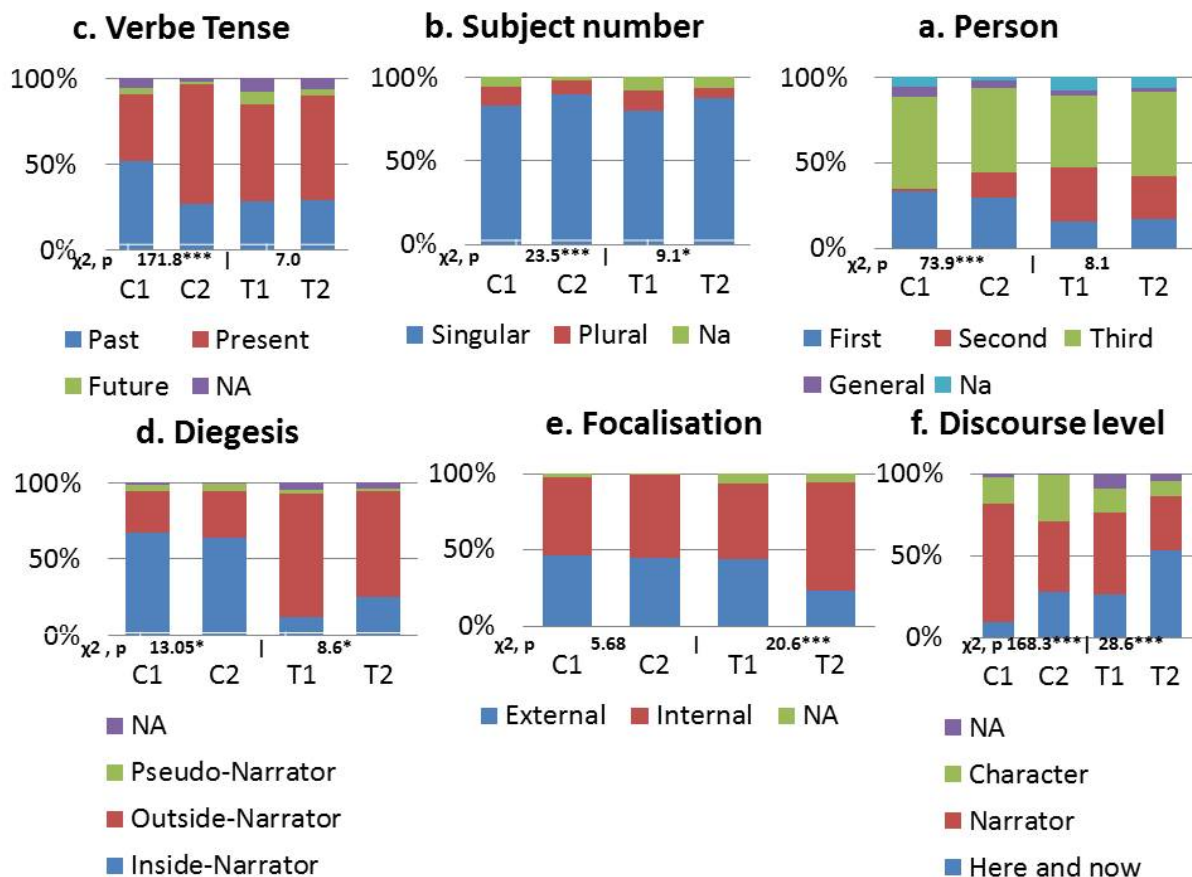 c. Verbe Tense
100%
50%
0%
χ2, p 171.8*** | 7.0
C1 C2 T1 T2
Past Present
Future NA
b. Subject number
100%
50%
0%
χ2, p 23.5*** | 9.1*
C1 C2 T1 T2
Singular Plural Na
a. Person
100%
50%
0%
χ2, p 73.9*** | 8.1
C1 C2 T1 T2
First Second Third
General Na
d. Diegesis
100%
50%
0%
χ2, p 13.05* | 8.6*
C1 C2 T1 T2
NA
Pseudo-Narrator
Outside-Narrator
Inside-Narrator
e. Focalisation
100%
50%
0%
χ2, p 5.68 | 20.6***
C1 C2 T1 T2
External Internal NA
f. Discourse level
100%
50%
0%
χ2, p 168.3*** | 28.6***
C1 C2 T1 T2
NA
Character
Narrator
Here and now